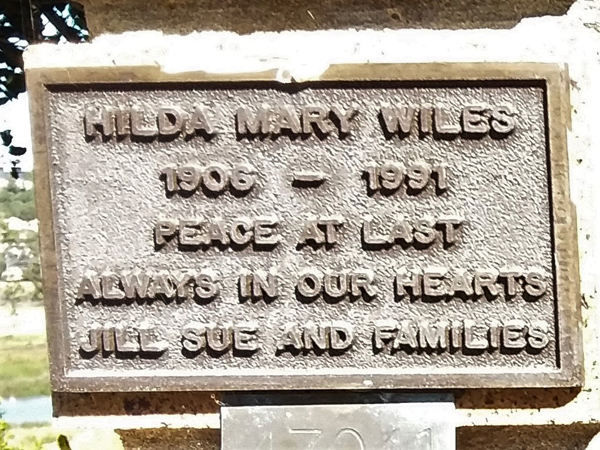 HILDA MARY WILES
1906 — 1991
PEACE AT LAST
ALWAYS IN OUR HEARTS
JILL SUE AND FAMILIES